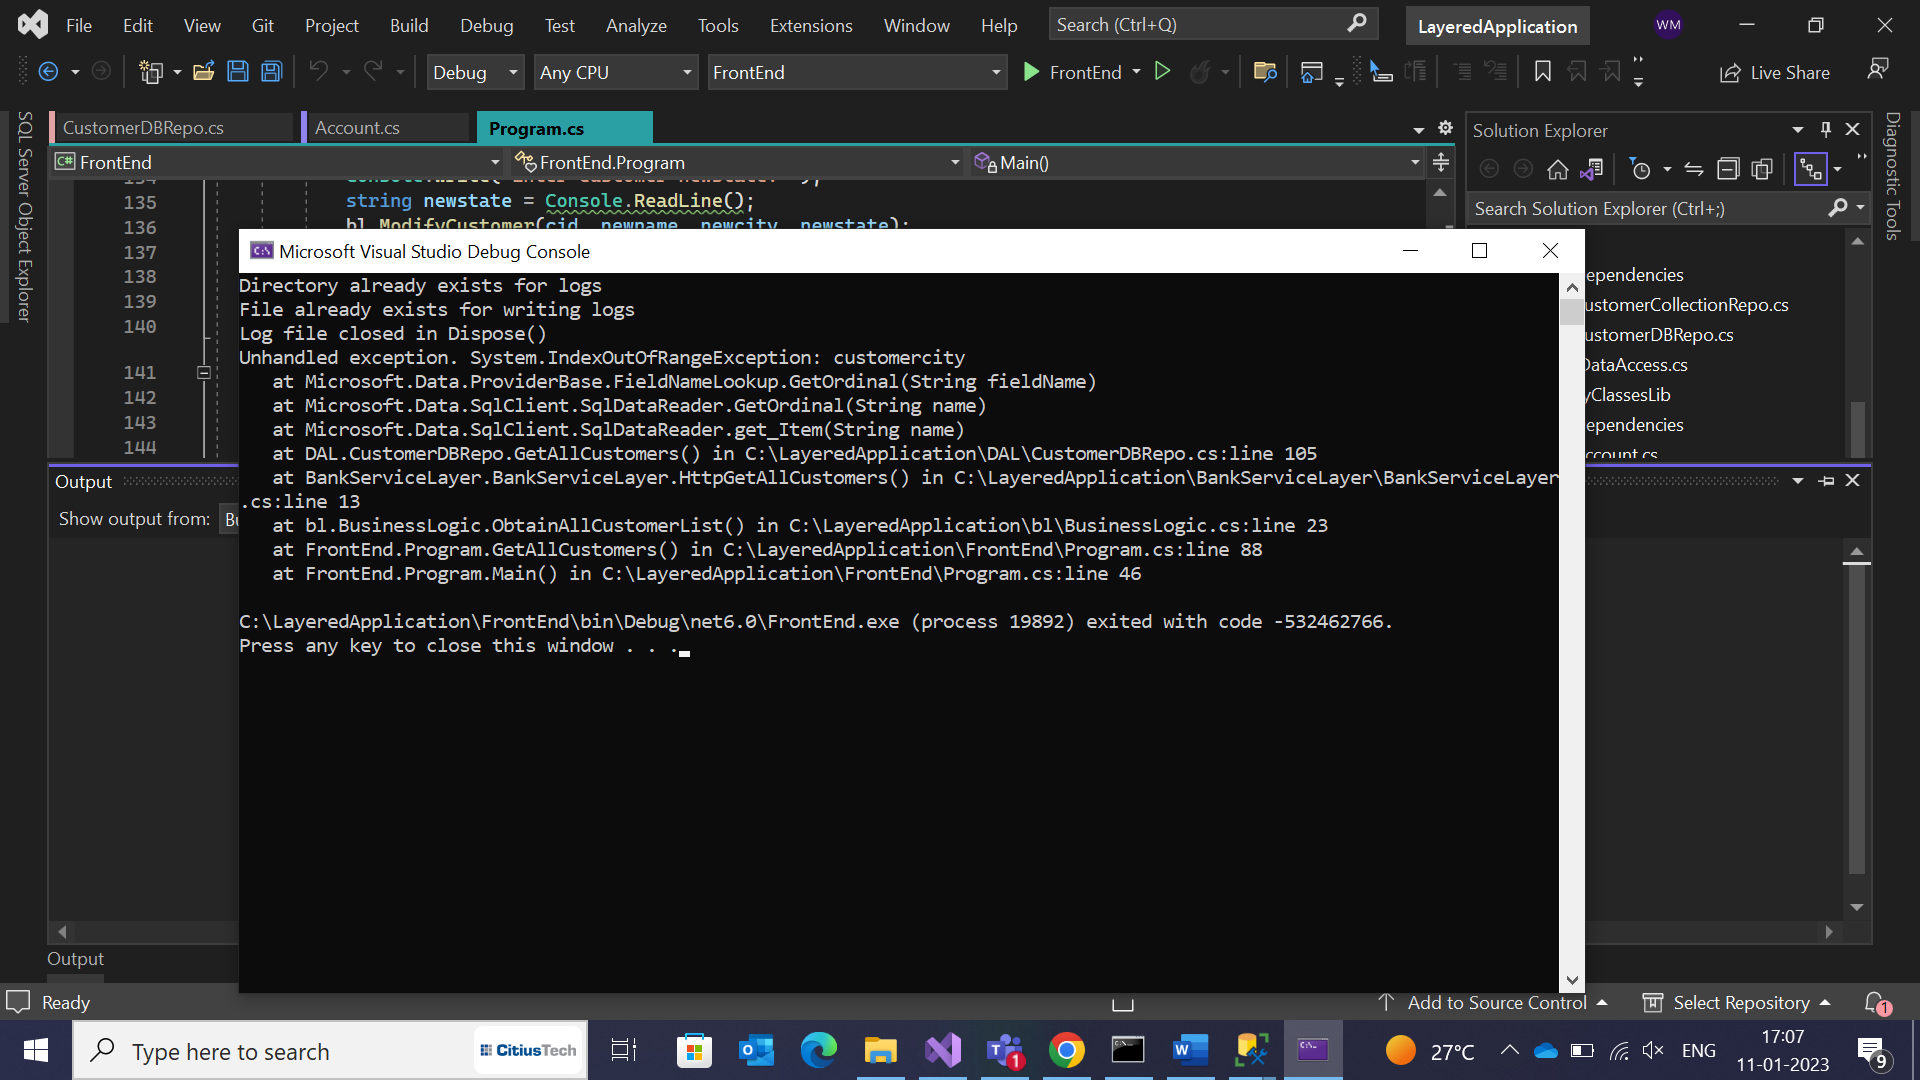 File Edit View Git Project Build Debug Test Analyze Tools Extensions Window Help Search (Ctrl+Q) LayeredApplication WM
Debug Any CPU FrontEnd FrontEnd Live Share
SQL Server Object Explorer
CustomerDBRepo.cs Account.cs Program.cs
C# FrontEnd FrontEnd.Program Main()
135 string newstate = Console.ReadLine();
136 bl.ModifyCustomer(cid, newname, newcity, newstate);
137
138
139
140
141
142
143
144
Microsoft Visual Studio Debug Console
Directory already exists for logs
File already exists for writing logs
Log file closed in Dispose()
Unhandled exception. System.IndexOutOfRangeException: customercity
at Microsoft.Data.ProviderBase.FieldNameLookup.GetOrdinal(String fieldName)
at Microsoft.Data.SqlClient.SqlDataReader.GetOrdinal(String name)
at Microsoft.Data.SqlClient.SqlDataReader.get_Item(String name)
at DAL.CustomerDBRepo.GetAllCustomers() in C:\LayeredApplication\DAL\CustomerDBRepo.cs:line 105
at BankServiceLayer.BankServiceLayer.HttpGetAllCustomers() in C:\LayeredApplication\BankServiceLayer\BankServiceLayer
.cs:line 13
at bl.BusinessLogic.ObtainAllCustomerList() in C:\LayeredApplication\bl\BusinessLogic.cs:line 23
at FrontEnd.Program.GetAllCustomers() in C:\LayeredApplication\FrontEnd\Program.cs:line 88
at FrontEnd.Program.Main() in C:\LayeredApplication\FrontEnd\Program.cs:line 46
C:\LayeredApplication\FrontEnd\bin\Debug\net6.0\FrontEnd.exe (process 19892) exited with code -532462766.
Press any key to close this window . . .
Solution Explorer
Search Solution Explorer (Ctrl+;)
ependencies
ustomerCollectionRepo.cs
ustomerDBRepo.cs
DataAccess.cs
yClassesLib
ependencies
ccount.cs
Diagnostic Tools
Output
Show output from: Bu
Output
Ready Add to Source Control Select Repository 1
Type here to search CitiusTech 1 27°C ENG 17:07
11-01-2023 9